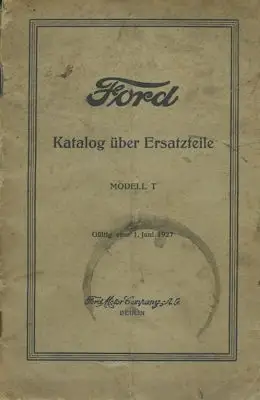 Ford
Katalog über Ersatzteile
MODELL T
Gültig vom 1. Juni 1927
Ford Motor Company, A.G.
BERLIN